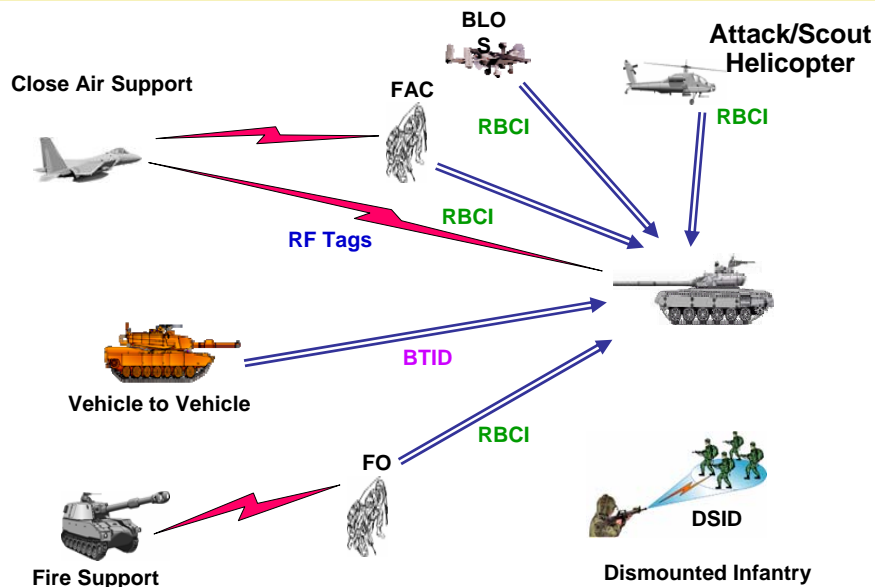 BLO
S
Attack/Scout
Helicopter
Close Air Support
FAC
RBCI
RBCI
RBCI
RF Tags
BTID
Vehicle to Vehicle
RBCI
FO
DSID
Fire Support
Dismounted Infantry